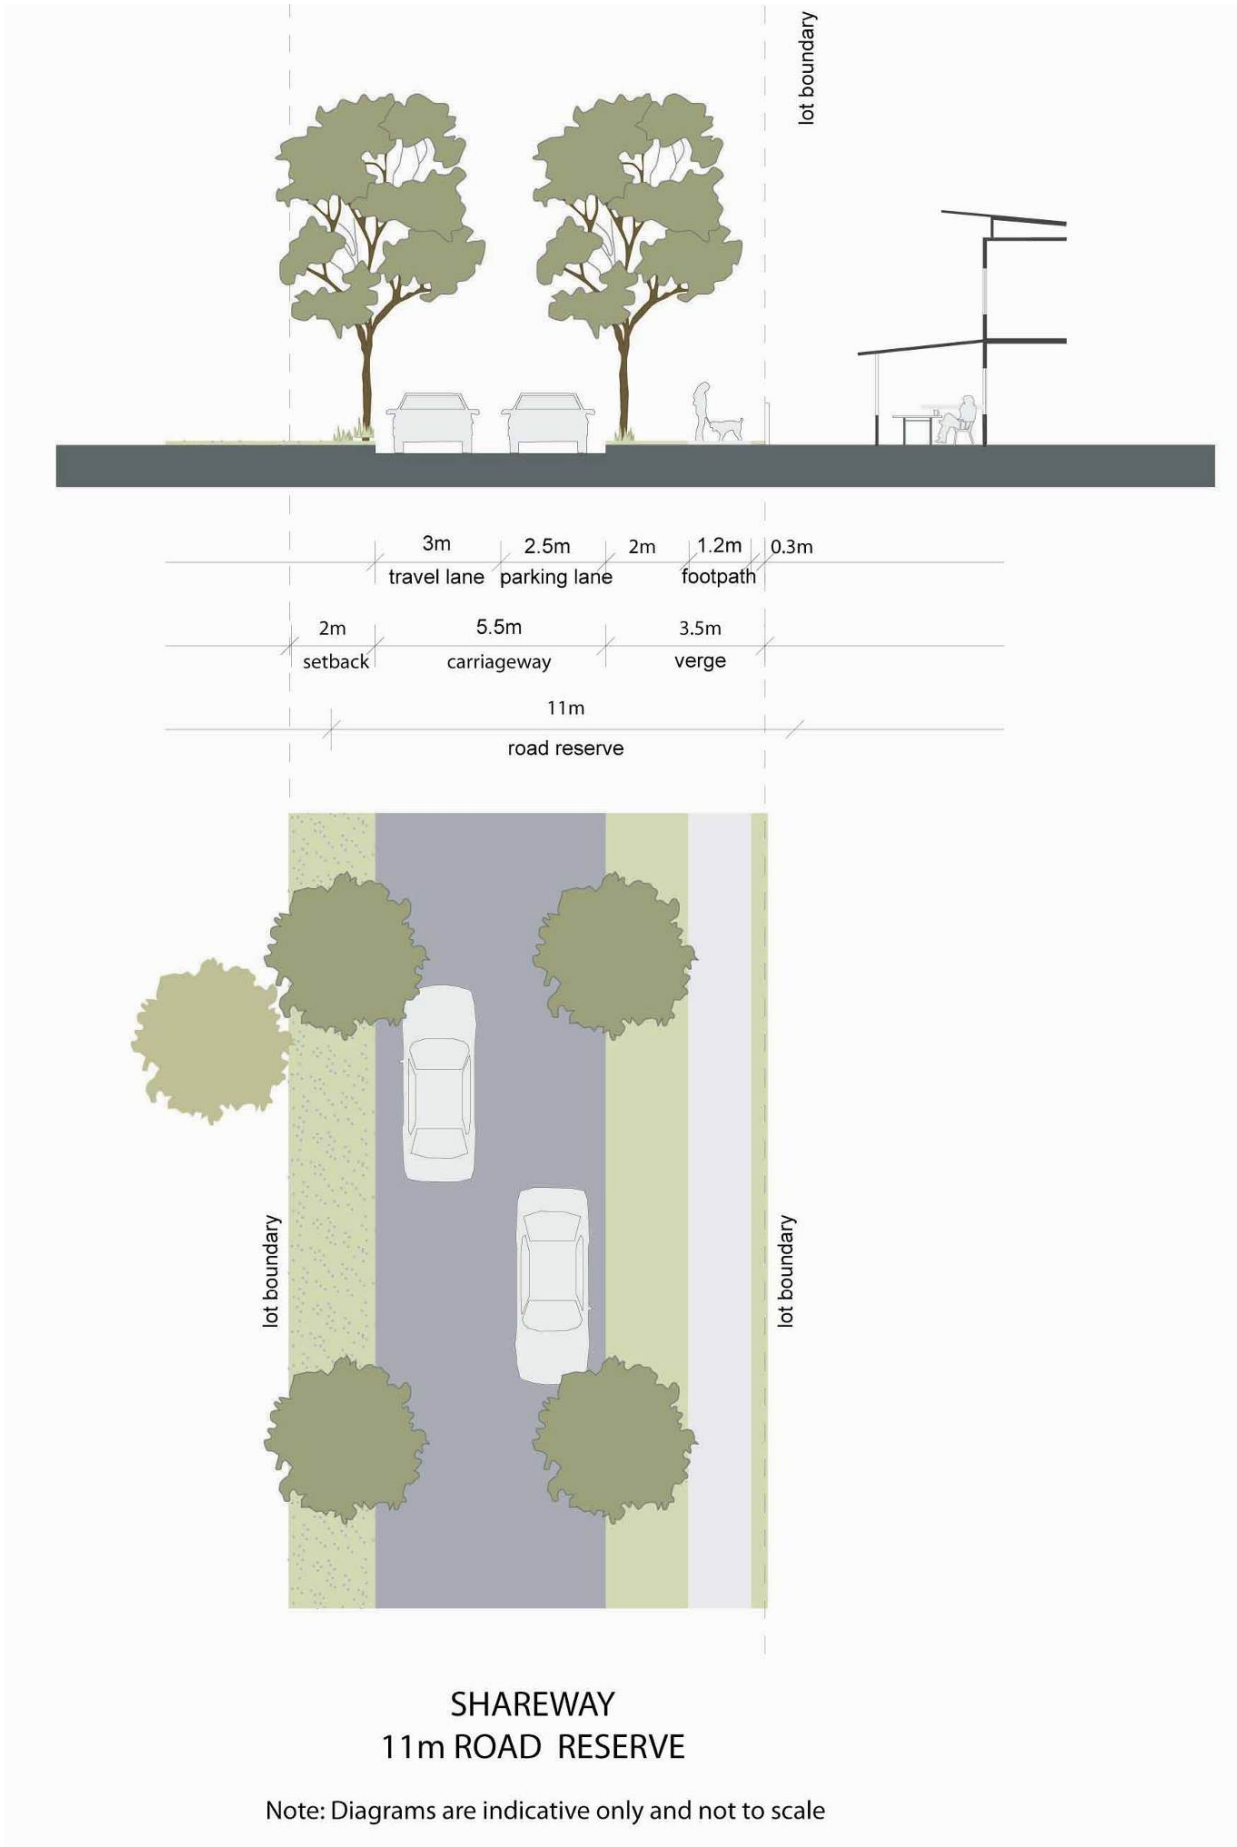 lot boundary
3m
2.5m
2m
1.2m
0.3m
travel lane
parking lane
footpath
2m
5.5m
3.5m
setback
carriageway
verge
11m
road reserve
lot boundary
lot boundary
SHAREWAY
11m ROAD RESERVE
Note: Diagrams are indicative only and not to scale